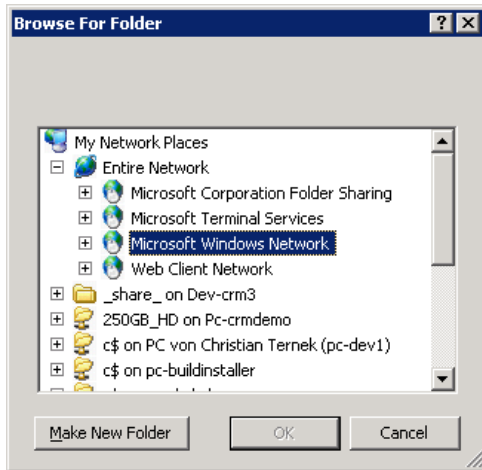 Browse For Folder
My Network Places
Entire Network
Microsoft Corporation Folder Sharing
Microsoft Terminal Services
Microsoft Windows Network
Web Client Network
_share_ on Dev-crm3
250GB_HD on Pc-crmdemo
c$ on PC von Christian Ternek (pc-dev1)
c$ on pc-buildinstaller
Make New Folder
OK
Cancel